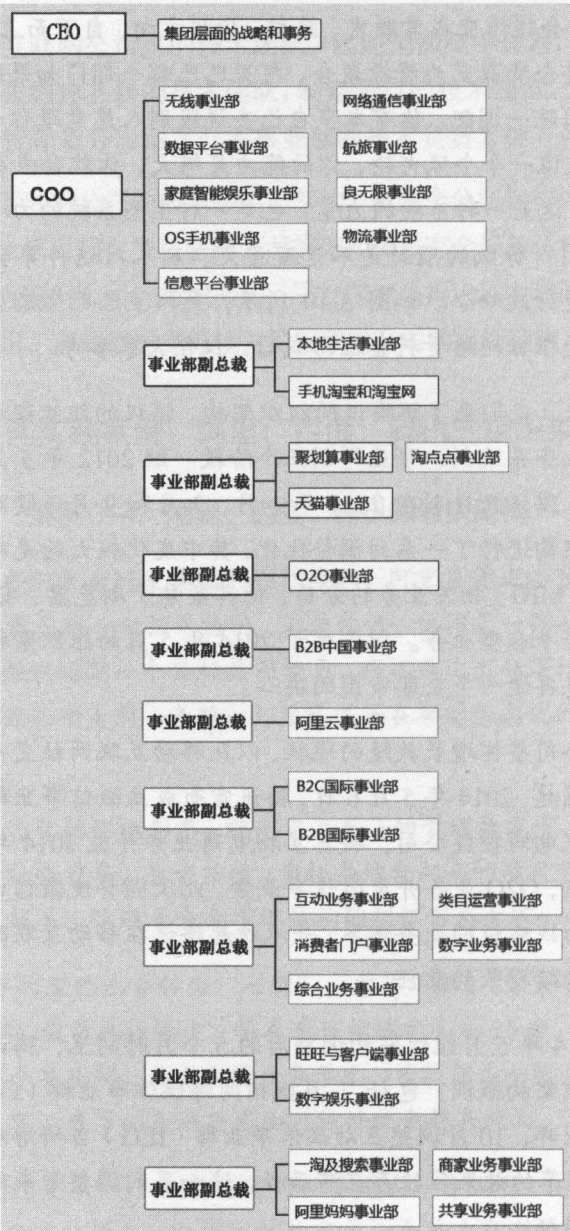 CEO
集团层面的战略和事务
COO
无线事业部
网络通信事业部
数据平台事业部
航旅事业部
家庭智能娱乐事业部
良无限事业部
OS手机事业部
物流事业部
信息平台事业部
事业部副总裁
本地生活事业部
手机淘宝和淘宝网
事业部副总裁
聚划算事业部
淘点点事业部
天猫事业部
事业部副总裁
O2O事业部
事业部副总裁
B2B中国事业部
事业部副总裁
阿里云事业部
事业部副总裁
B2C国际事业部
B2B国际事业部
事业部副总裁
互动业务事业部
类目运营事业部
消费者门户事业部
数字业务事业部
综合业务事业部
事业部副总裁
旺旺与客户端事业部
数字娱乐事业部
事业部副总裁
一淘及搜索事业部
商家业务事业部
阿里妈妈事业部
共享业务事业部